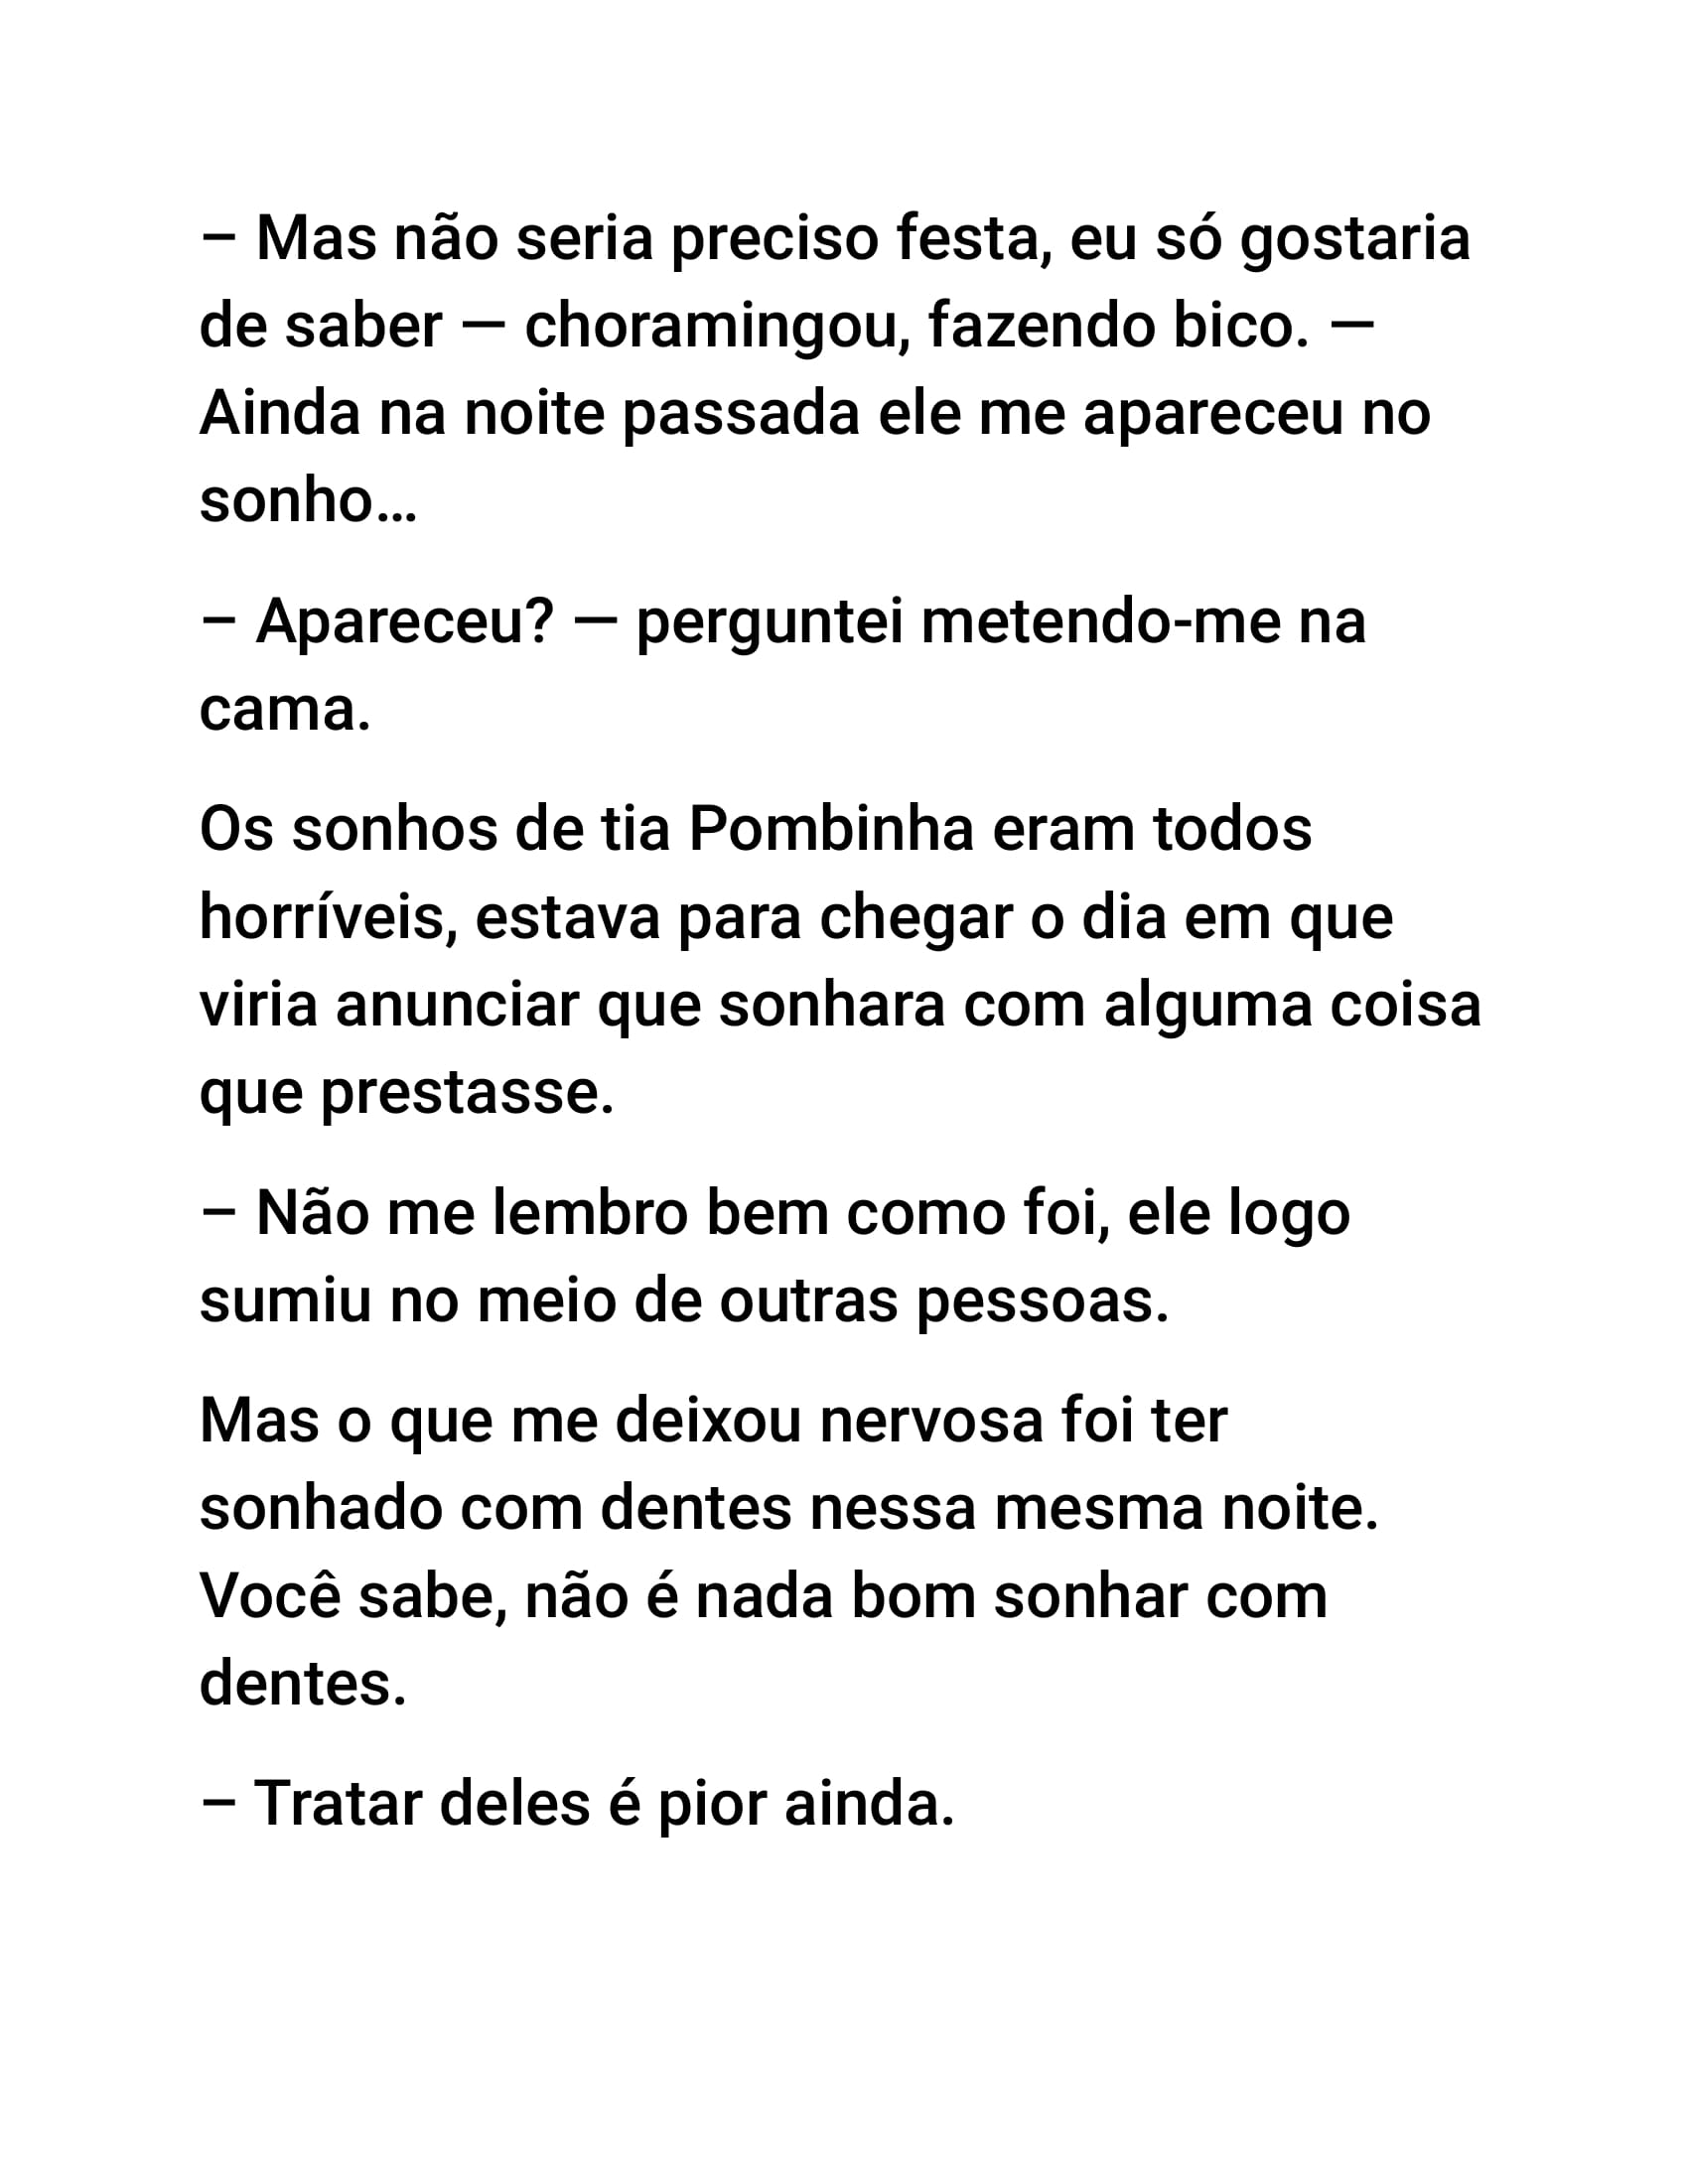 – Mas não seria preciso festa, eu só gostaria
de saber — choramingou, fazendo bico. —
Ainda na noite passada ele me apareceu no
sonho…
– Apareceu? — perguntei metendo-me na
cama.
Os sonhos de tia Pombinha eram todos
horríveis, estava para chegar o dia em que
viria anunciar que sonhara com alguma coisa
que prestasse.
– Não me lembro bem como foi, ele logo
sumiu no meio de outras pessoas.
Mas o que me deixou nervosa foi ter
sonhado com dentes nessa mesma noite.
Você sabe, não é nada bom sonhar com
dentes.
– Tratar deles é pior ainda.